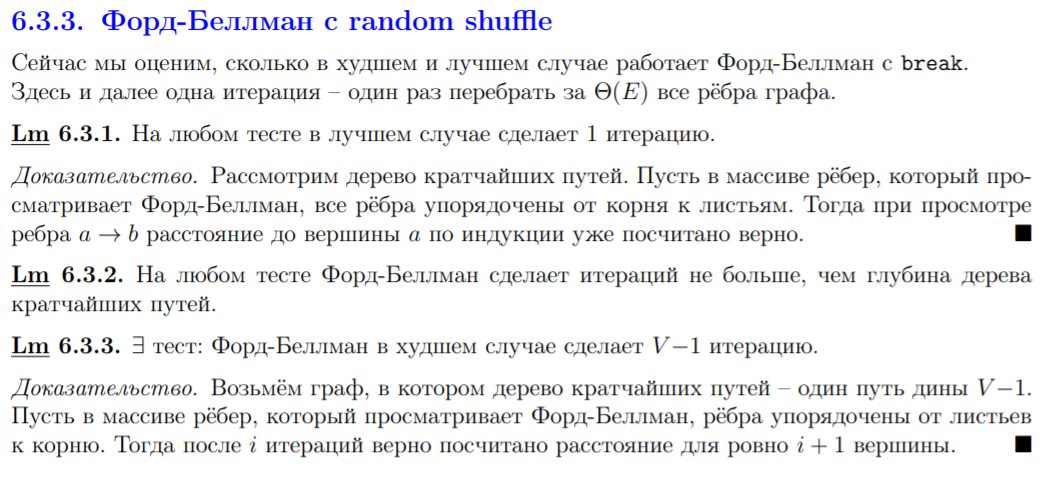 6.3.3. Форд-Беллман с random shuffle
Сейчас мы оценим, сколько в худшем и лучшем случае работает Форд-Беллман с break.
Здесь и далее одна итерация – один раз перебрать за Θ(E) все рёбра графа.
Lm 6.3.1. На любом тесте в лучшем случае сделает 1 итерацию.
Доказательство. Рассмотрим дерево кратчайших путей. Пусть в массиве рёбер, который про-
сматривает Форд-Беллман, все рёбра упорядочены от корня к листьям. Тогда при просмотре
ребра a → b расстояние до вершины a по индукции уже посчитано верно. ■
Lm 6.3.2. На любом тесте Форд-Беллман сделает итераций не больше, чем глубина дерева
кратчайших путей.
Lm 6.3.3. ∃ тест: Форд-Беллман в худшем случае сделает V−1 итерацию.
Доказательство. Возьмём граф, в котором дерево кратчайших путей – один путь дины V−1.
Пусть в массиве рёбер, который просматривает Форд-Беллман, рёбра упорядочены от листьев
к корню. Тогда после i итераций верно посчитано расстояние для ровно i + 1 вершины. ■